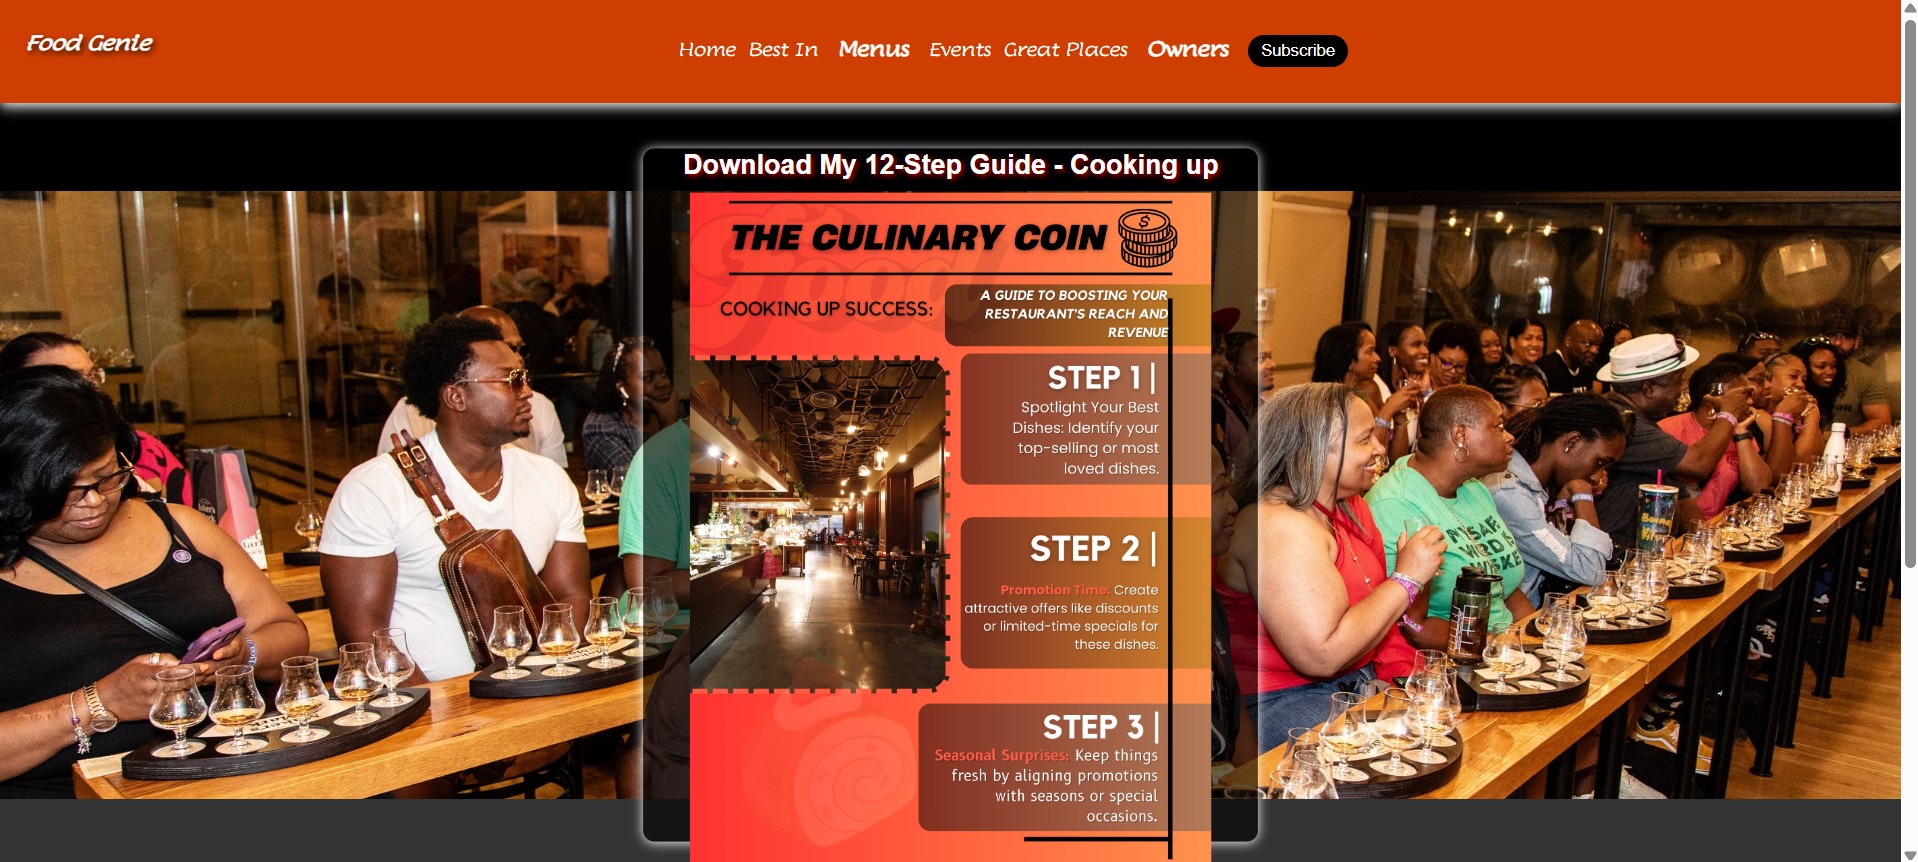 Food Genie
Home Best In Menus Events Great Places Owners Subscribe
Download My 12-Step Guide - Cooking up
THE CULINARY COIN
$
Food
COOKING UP SUCCESS:
A GUIDE TO BOOSTING YOUR
RESTAURANT'S REACH AND
REVENUE
STEP 1 |
Spotlight Your Best
Dishes: Identify your
top-selling or most
loved dishes.
STEP 2 |
Promotion Time: Create
attractive offers like discounts
or limited-time specials for
these dishes.
STEP 3 |
Seasonal Surprises: Keep things
fresh by aligning promotions
with seasons or special
occasions.